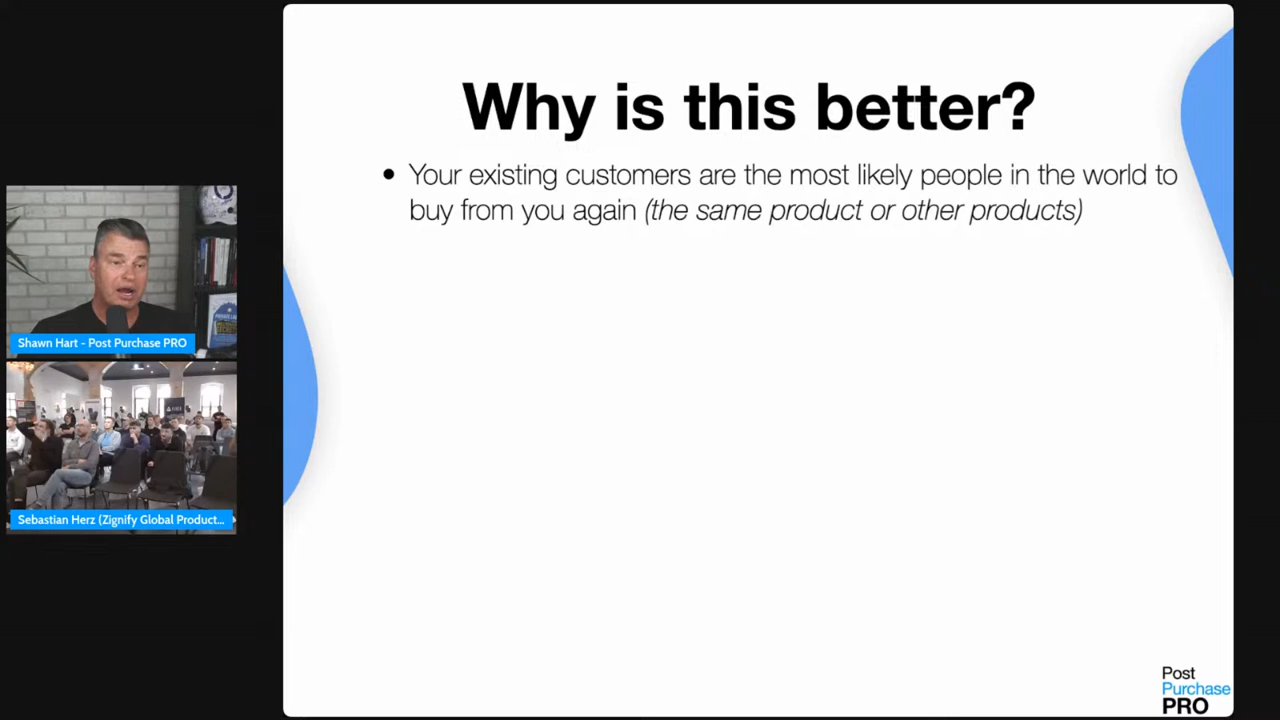 Why is this better?
• Your existing customers are the most likely people in the world to
buy from you again (the same product or other products)
Shawn Hart - Post Purchase PRO
Sebastian Herz (Zignify Global Product...
Post
Purchase
PRO